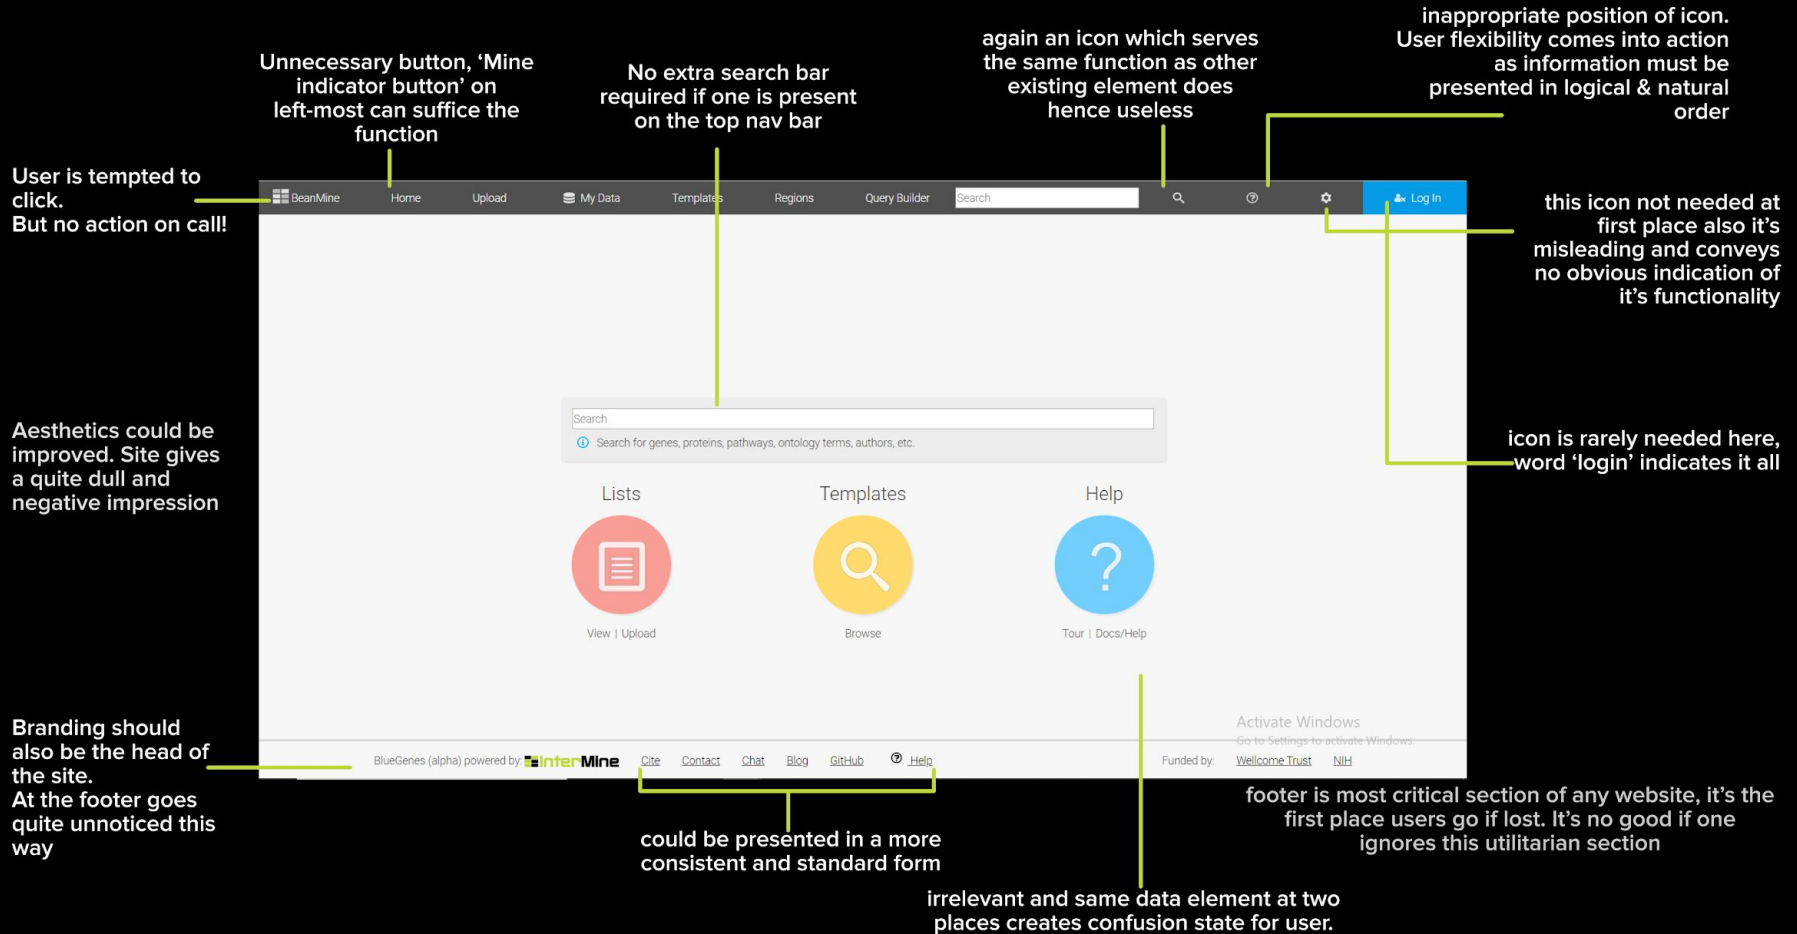 inappropriate position of icon.
User flexibility comes into action
as information must be
presented in logical & natural
order
again an icon which serves
the same function as other
existing element does
hence useless
Unnecessary button, ‘Mine
indicator button’ on
left-most can suffice the
function
No extra search bar
required if one is present
on the top nav bar
User is tempted to
click.
But no action on call!
BeanMine Home Upload My Data Templates Regions Query Builder Search Log In
this icon not needed at
first place also it’s
misleading and conveys
no obvious indication of
it’s functionality
Search
Search for genes, proteins, pathways, ontology terms, authors, etc.
Aesthetics could be
improved. Site gives
a quite dull and
negative impression
icon is rarely needed here,
word ‘login’ indicates it all
Lists Templates Help
View | Upload Browse Tour | Docs/Help
Branding should
also be the head of
the site.
At the footer goes
quite unnoticed this
way
Activate Windows
Go to Settings to activate Windows.
BlueGenes (alpha) powered by: InterMine Cite Contact Chat Blog GitHub Help Funded by: Wellcome Trust NIH
footer is most critical section of any website, it’s the
first place users go if lost. It’s no good if one
ignores this utilitarian section
could be presented in a more
consistent and standard form
irrelevant and same data element at two
places creates confusion state for user.